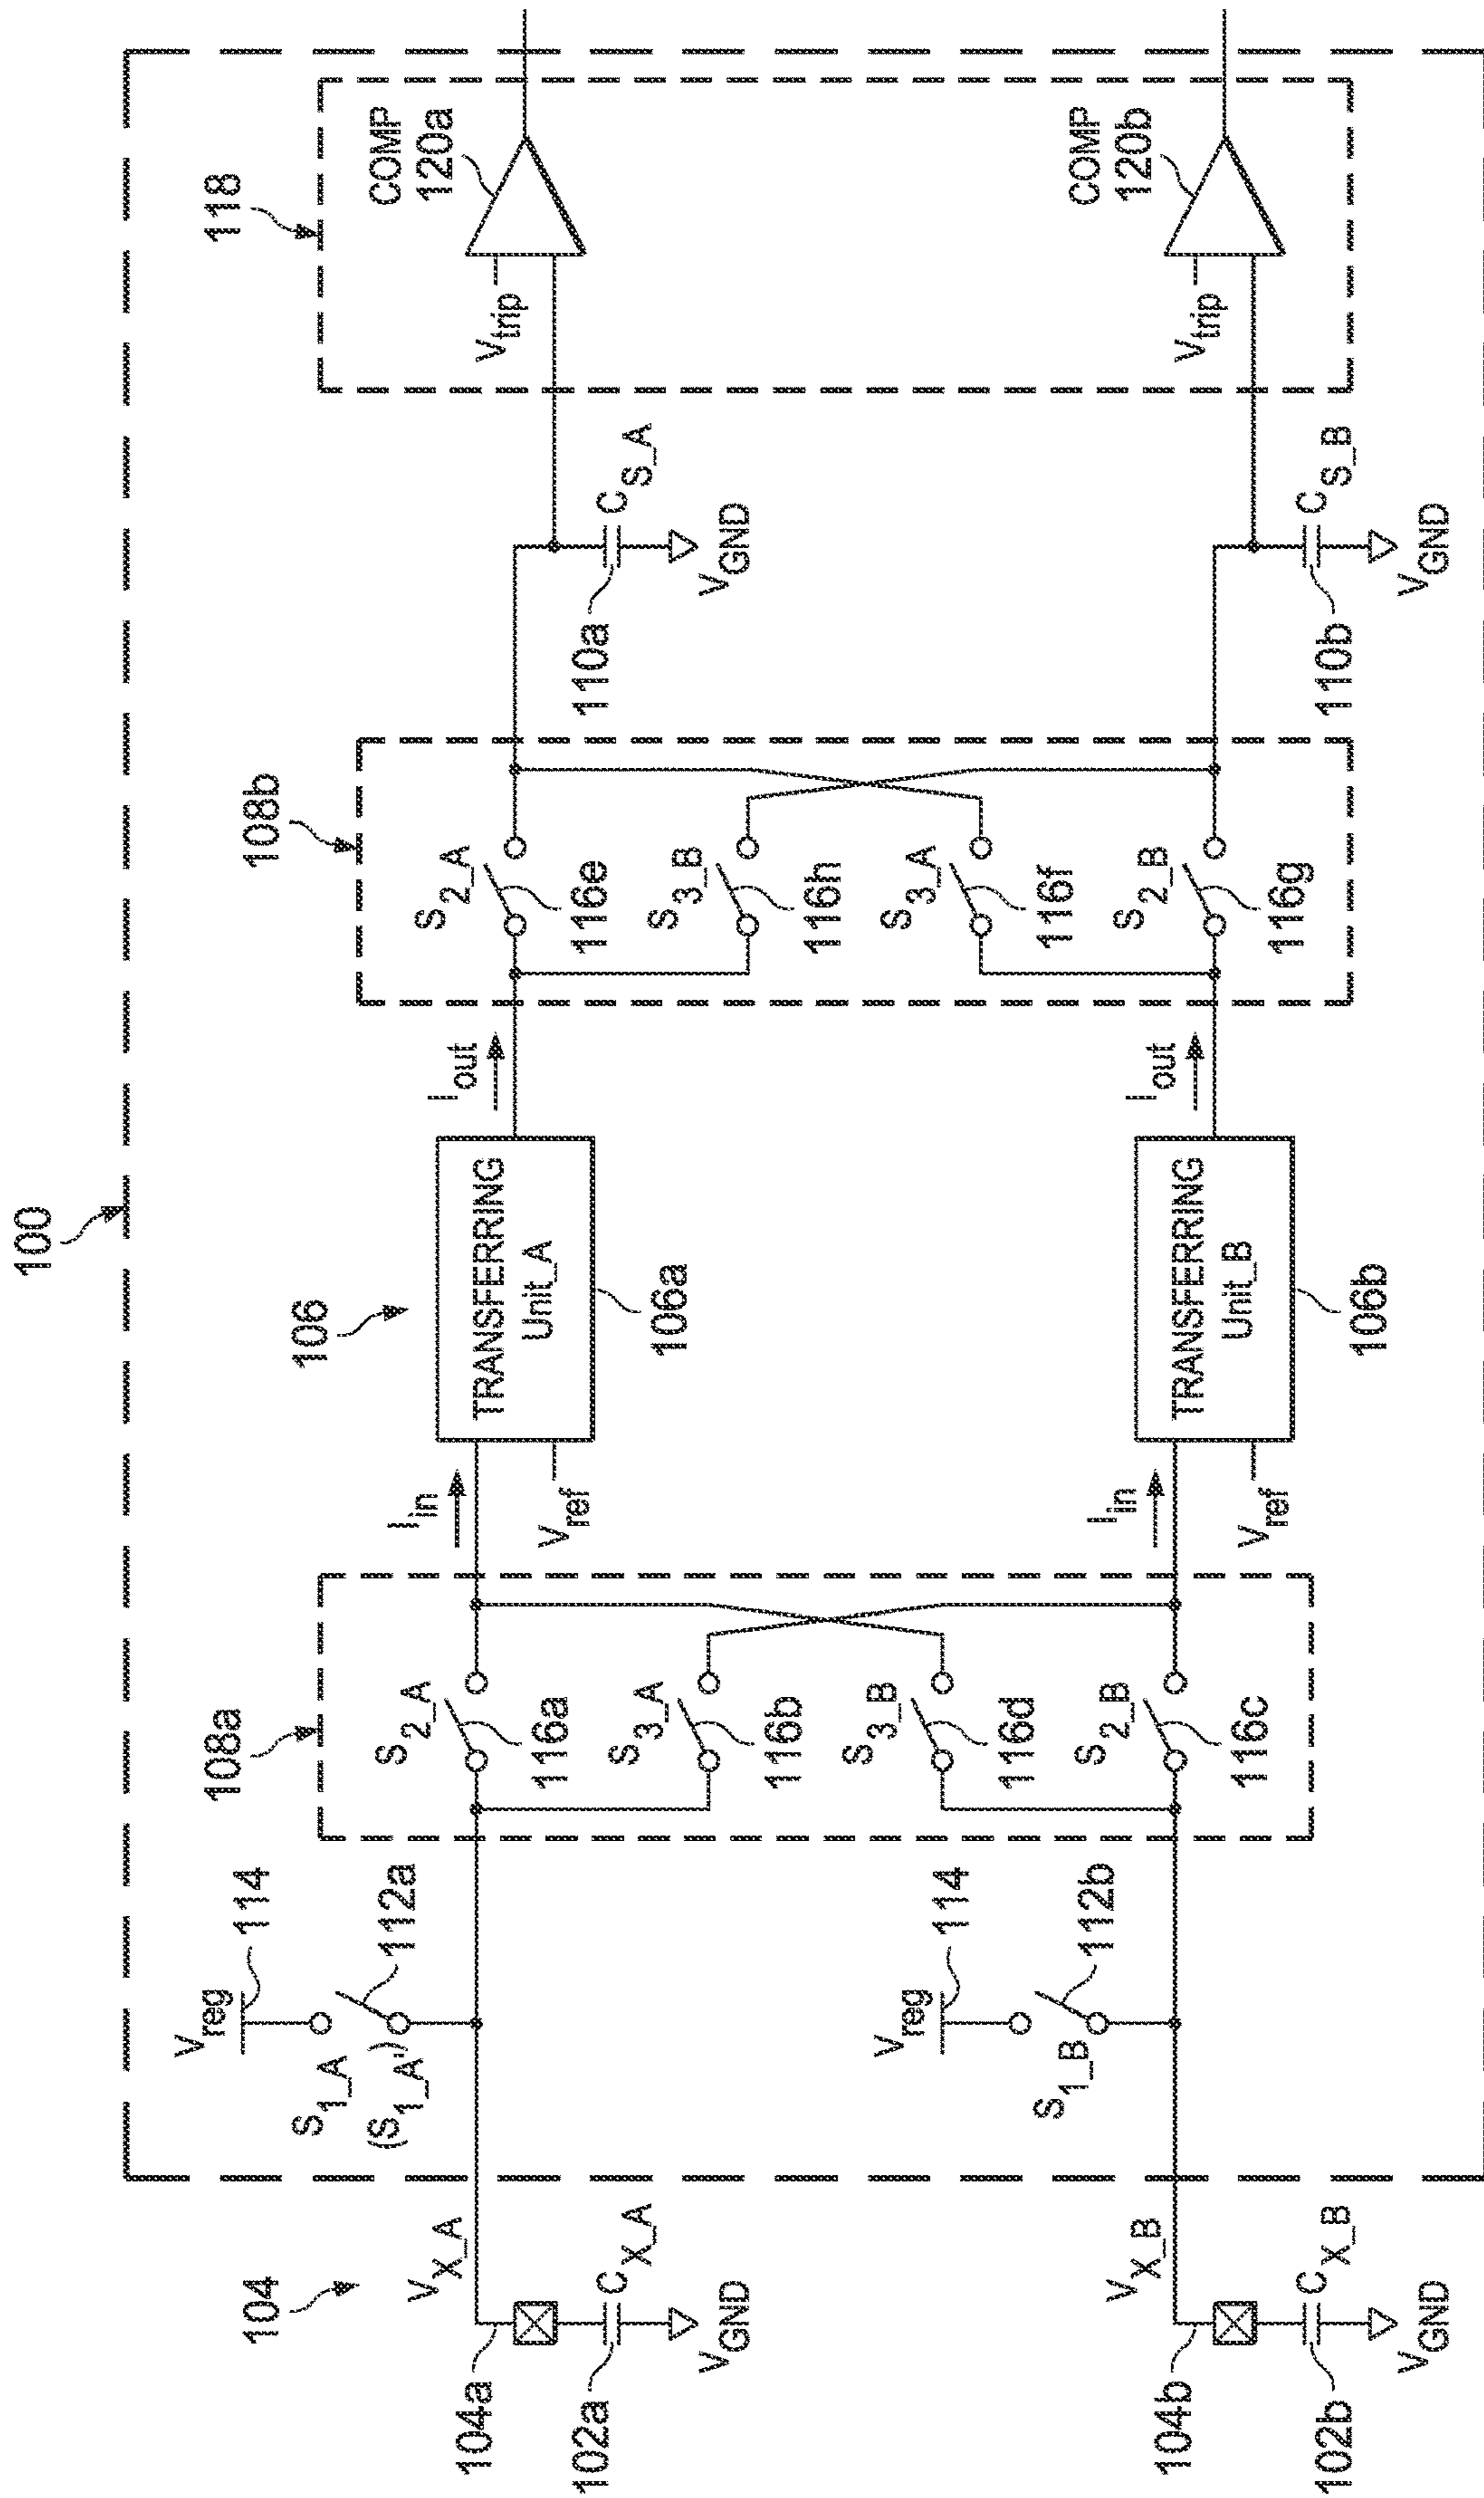 100
104
V_X_A
104a
102a
C_X_A
V_GND
V_reg
114
S_1_A
(S_1_A')
112a
108a
S_2_A
116a
S_3_A
116b
S_3_B
116d
S_2_B
116c
I_in
V_ref
106
TRANSFERRING
Unit_A
106a
I_out
108b
S_2_A
116e
S_3_B
116h
S_3_A
116f
S_2_B
116g
110a
C_S_A
V_GND
118
V_trip
COMP
120a
V_X_B
104b
102b
C_X_B
V_GND
V_reg
114
S_1_B
112b
I_in
V_ref
TRANSFERRING
Unit_B
106b
I_out
110b
C_S_B
V_GND
V_trip
COMP
120b